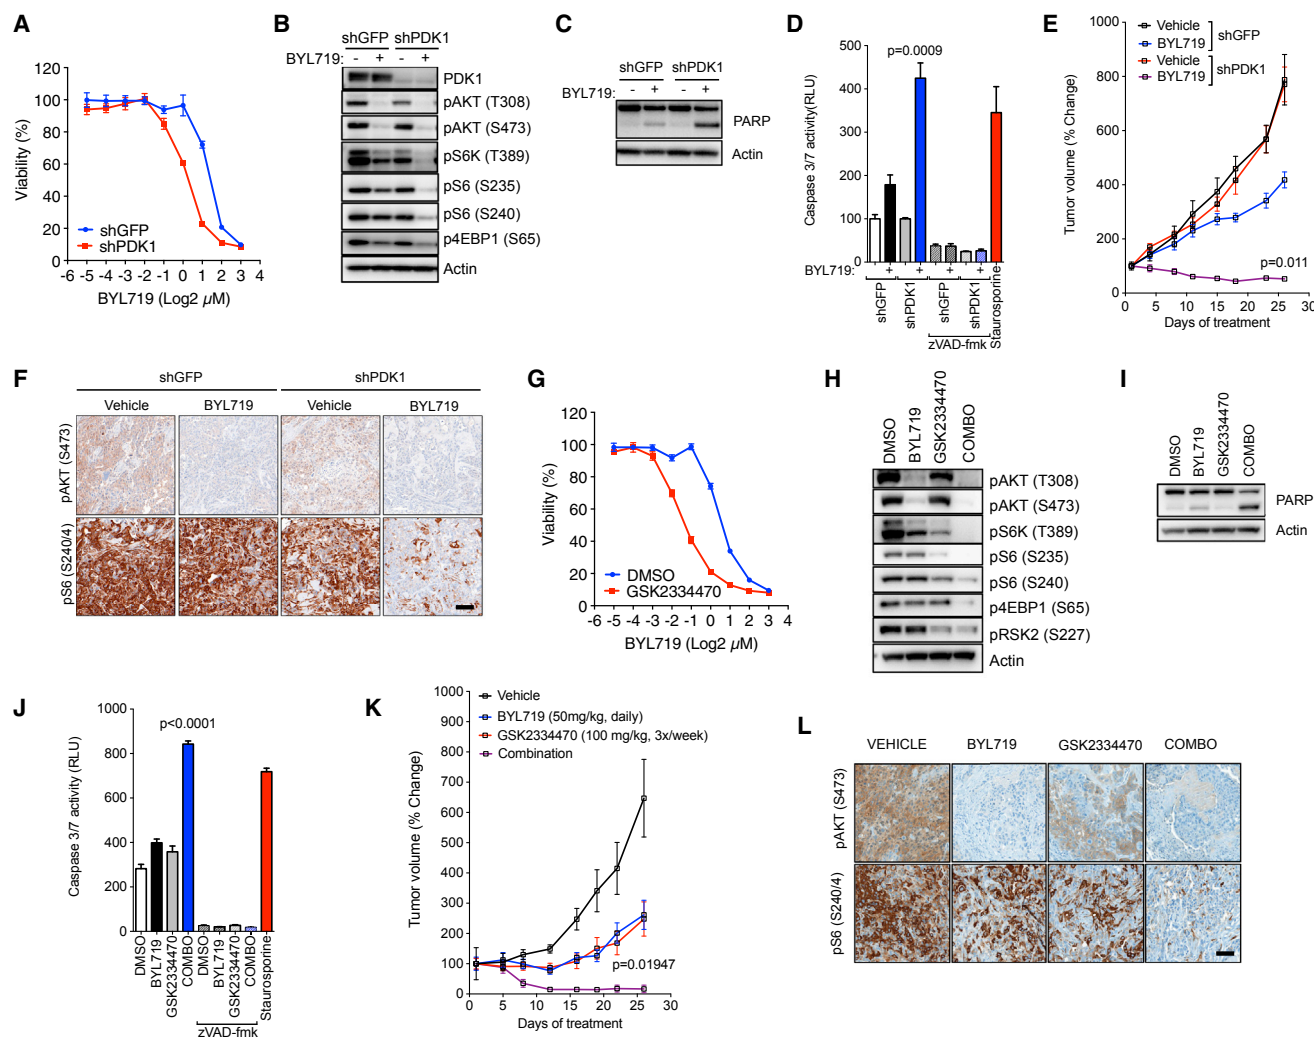 A
120
100
80
60
40
20
0
Viability (%)
shGFP
shPDK1
-6 -5 -4 -3 -2 -1 0 1 2 3 4
BYL719 (Log2 µM)
B
shGFP shPDK1
BYL719: - + - +
PDK1
pAKT (T308)
pAKT (S473)
pS6K (T389)
pS6 (S235)
pS6 (S240)
p4EBP1 (S65)
Actin
C
shGFP shPDK1
BYL719: - + - +
PARP
Actin
D
500
400
300
200
100
0
Caspase 3/7 activity(RLU)
p=0.0009
BYL719: + + + +
shGFP
shPDK1
shGFP
shPDK1
Staurosporine
zVAD-fmk
E
1000
800
600
400
200
0
Tumor volume (% Change)
Vehicle
BYL719
shGFP
Vehicle
BYL719
shPDK1
p=0.011
0 5 10 15 20 25 30
Days of treatment
F
shGFP shPDK1
Vehicle BYL719 Vehicle BYL719
pAKT (S473)
pS6 (S240/4)
G
120
100
80
60
40
20
0
Viability (%)
DMSO
GSK2334470
-6 -5 -4 -3 -2 -1 0 1 2 3 4
BYL719 (Log2 µM)
H
DMSO
BYL719
GSK2334470
COMBO
pAKT (T308)
pAKT (S473)
pS6K (T389)
pS6 (S235)
pS6 (S240)
p4EBP1 (S65)
pRSK2 (S227)
Actin
I
DMSO
BYL719
GSK2334470
COMBO
PARP
Actin
J
1000
800
600
400
200
0
Caspase 3/7 activity (RLU)
p<0.0001
DMSO
BYL719
GSK2334470
COMBO
DMSO
BYL719
GSK2334470
COMBO
Staurosporine
zVAD-fmk
K
1000
900
800
700
600
500
400
300
200
100
0
Tumor volume (% Change)
Vehicle
BYL719 (50mg/kg, daily)
GSK2334470 (100 mg/kg, 3x/week)
Combination
p=0.01947
0 5 10 15 20 25 30
Days of treatment
L
VEHICLE BYL719 GSK2334470 COMBO
pAKT (S473)
pS6 (S240/4)